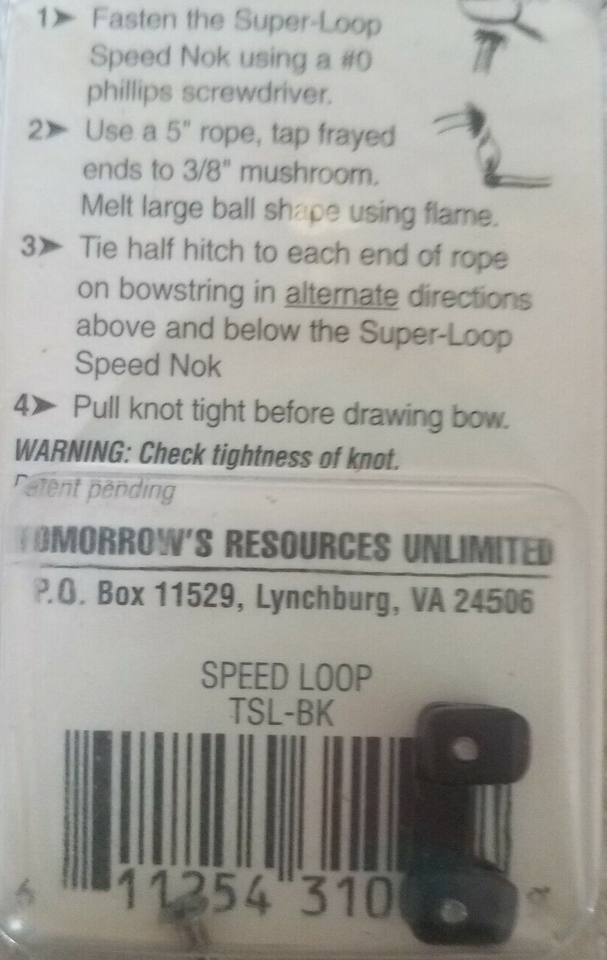 1➤ Fasten the Super-Loop
Speed Nok using a #0
phillips screwdriver.
2➤ Use a 5" rope, tap frayed
ends to 3/8" mushroom.
Melt large ball shape using flame.
3➤ Tie half hitch to each end of rope
on bowstring in alternate directions
above and below the Super-Loop
Speed Nok
4➤ Pull knot tight before drawing bow.
WARNING: Check tightness of knot.
Patent pending
TOMORROW'S RESOURCES UNLIMITED
P.O. Box 11529, Lynchburg, VA 24506
SPEED LOOP
TSL-BK
6 11254 310